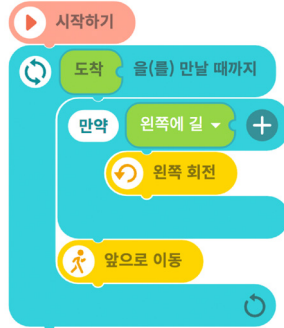 시작하기
도착 을(를) 만날 때까지
만약 왼쪽에 길
왼쪽 회전
앞으로 이동